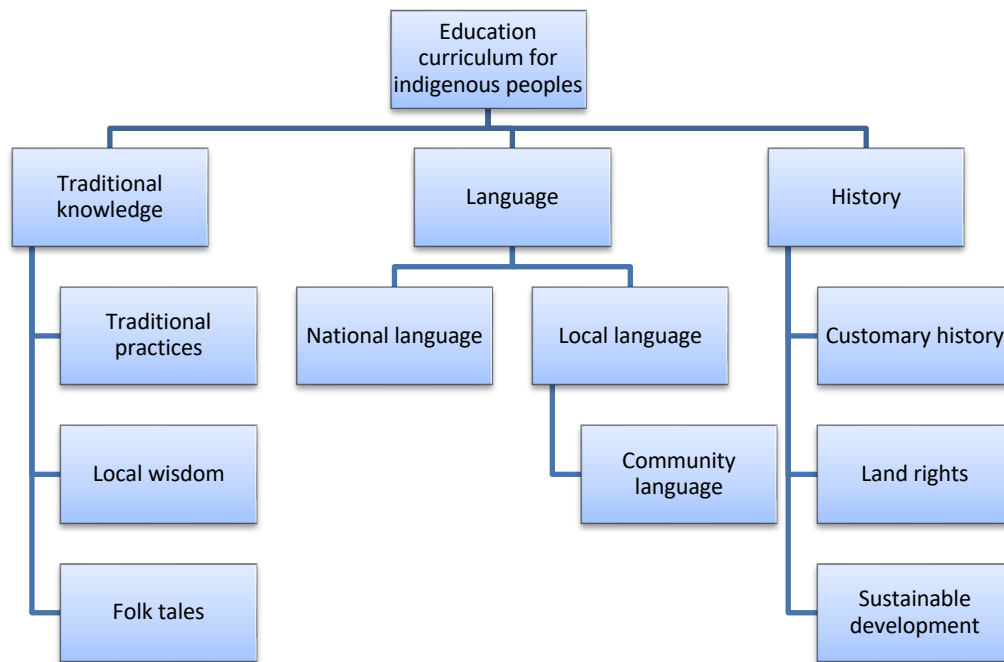 Education
curriculum for
indigenous peoples
Traditional
knowledge
Language
History
Traditional
practices
National language
Local language
Customary history
Local wisdom
Community
language
Land rights
Folk tales
Sustainable
development